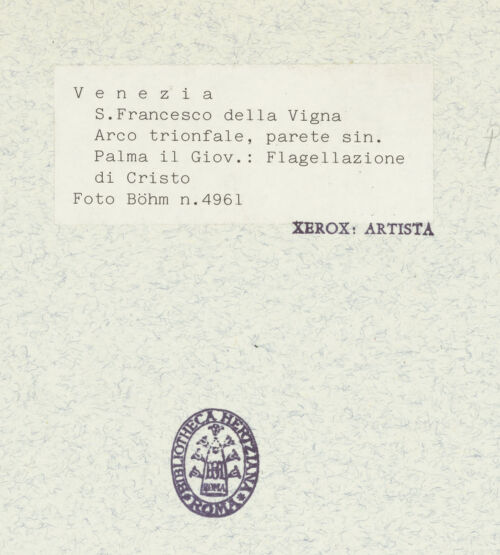 V e n e z i a
S.Francesco della Vigna
Arco trionfale, parete sin.
Palma il Giov.: Flagellazione
di Cristo
Foto Böhm n.4961
XEROX: ARTISTA
BIBLIOTHECA HERTZIANA
ROMA
ROMA